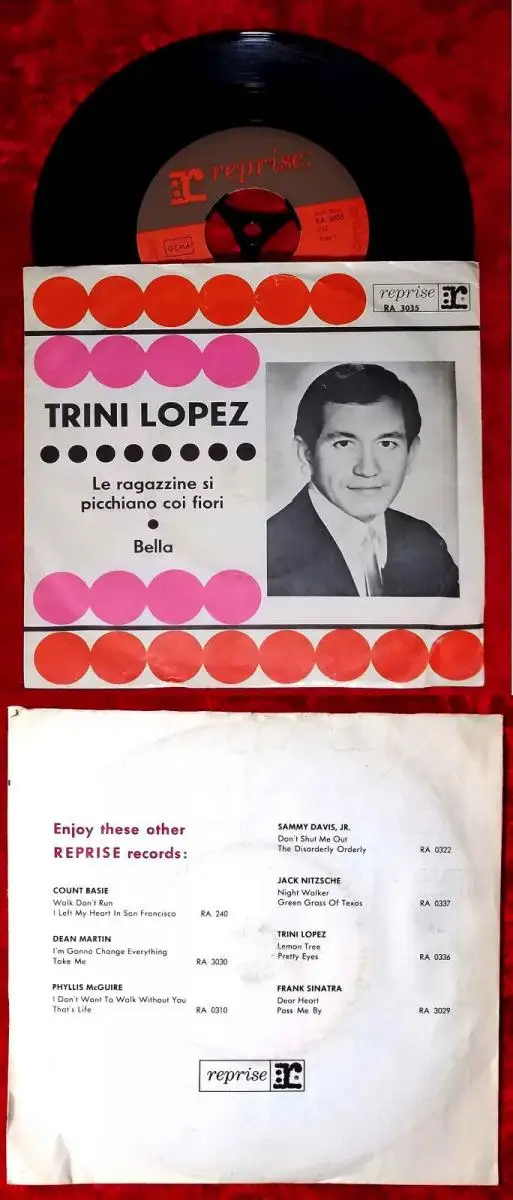 reprise:
GEMA
RA 3035
reprise
RA 3035
TRINI LOPEZ
Le ragazzine si
picchiano coi fiori
Bella
Enjoy these other
REPRISE records:
COUNT BASIE
Walk Don't Run
I Left My Heart In San Francisco RA 240
DEAN MARTIN
I'm Gonna Change Everything
Take Me RA 3030
PHYLLIS McGUIRE
I Don't Want To Walk Without You
That's Life RA 0310
SAMMY DAVIS, JR.
Don't Shut Me Out
The Disorderly Orderly RA 0322
JACK NITZSCHE
Night Walker
Green Grass Of Texas RA 0337
TRINI LOPEZ
Lemon Tree
Pretty Eyes RA 0336
FRANK SINATRA
Dear Heart
Pass Me By RA 3029
reprise